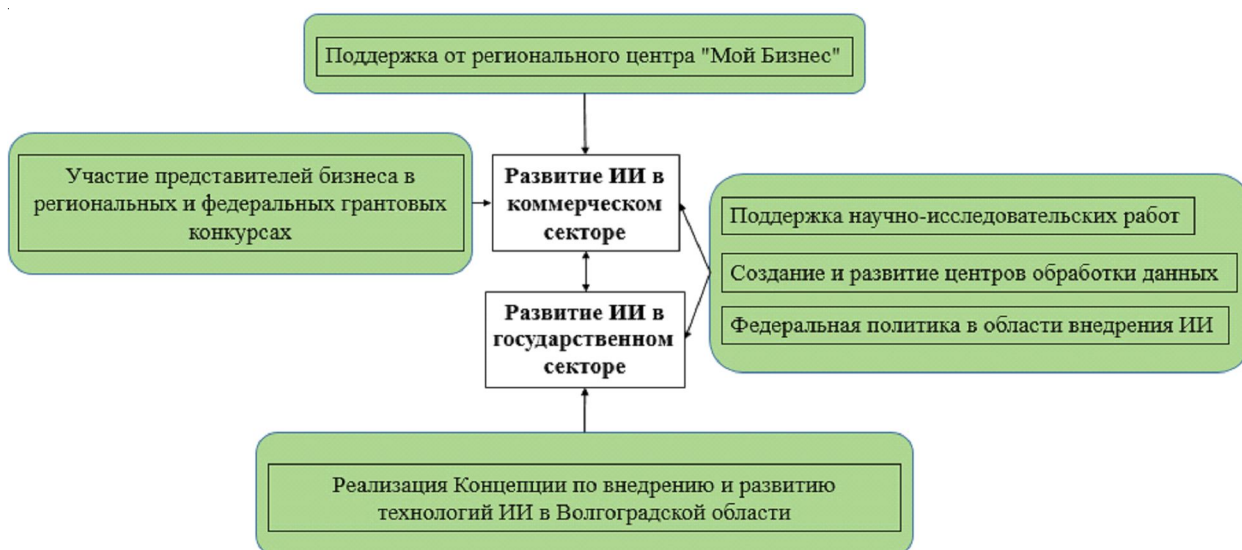 Поддержка от регионального центра "Мой Бизнес"
Участие представителей бизнеса в
региональных и федеральных грантовых
конкурсах
Развитие ИИ в
коммерческом
секторе
Поддержка научно-исследовательских работ
Создание и развитие центров обработки данных
Федеральная политика в области внедрения ИИ
Развитие ИИ в
государственном
секторе
Реализация Концепции по внедрению и развитию
технологий ИИ в Волгоградской области